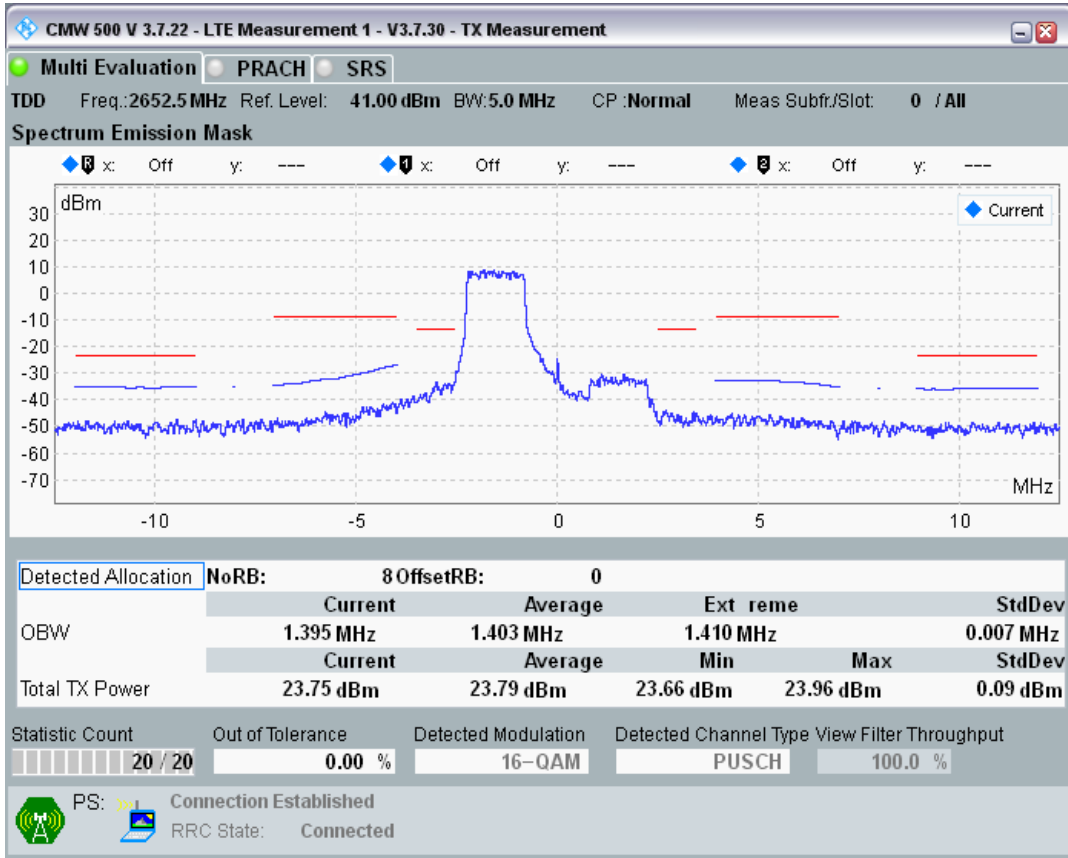 CMW 500 V 3.7.22 - LTE Measurement 1 - V3.7.30 - TX Measurement
Multi Evaluation PRACH SRS
TDD Freq.:2652.5 MHz Ref. Level: 41.00 dBm BW:5.0 MHz CP :Normal Meas Subfr./Slot: 0 / All
Spectrum Emission Mask
R x: Off y: --- 1 x: Off y: --- 2 x: Off y: ---
dBm
Current
30
20
10
0
-10
-20
-30
-40
-50
-60
-70
MHz
-10 -5 0 5 10
Detected Allocation NoRB: 8 OffsetRB: 0
Current Average Ext reme StdDev
OBW 1.395 MHz 1.403 MHz 1.410 MHz 0.007 MHz
Current Average Min Max StdDev
Total TX Power 23.75 dBm 23.79 dBm 23.66 dBm 23.96 dBm 0.09 dBm
Statistic Count Out of Tolerance Detected Modulation Detected Channel Type View Filter Throughput
20 / 20 0.00 % 16-QAM PUSCH 100.0 %
PS: Connection Established
RRC State: Connected